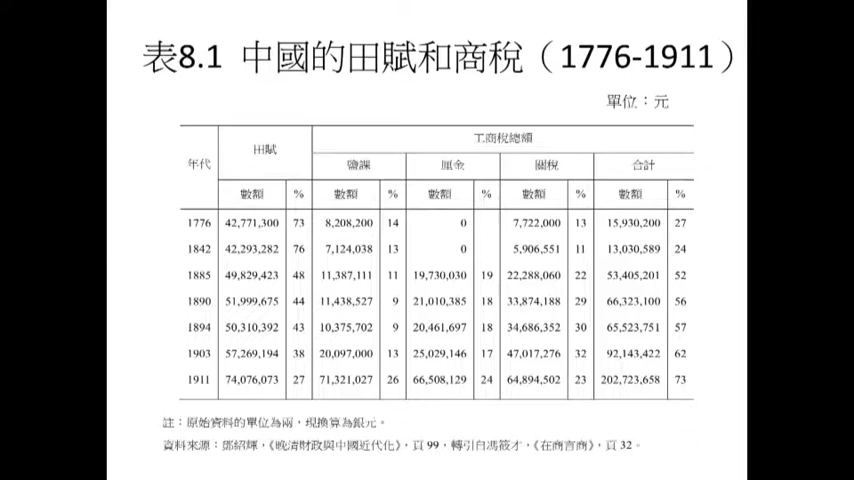 表8.1 中國的田賦和商稅（1776-1911）
單位：元
年代 田賦 工商稅總額
鹽課 厘金 關稅 合計
數額 % 數額 % 數額 % 數額 % 數額 %
1776 42,771,300 73 8,208,200 14 0 7,722,000 13 15,930,200 27
1842 42,293,282 76 7,124,038 13 0 5,906,551 11 13,030,589 24
1885 49,829,423 48 11,387,111 11 19,730,030 19 22,288,060 22 53,405,201 52
1890 51,999,675 44 11,438,527 9 21,010,385 18 33,874,188 29 66,323,100 56
1894 50,310,392 43 10,375,702 9 20,461,697 18 34,686,352 30 65,523,751 57
1903 57,269,194 38 20,097,000 13 25,029,146 17 47,017,276 32 92,143,422 62
1911 74,076,073 27 71,321,027 26 66,508,129 24 64,894,502 23 202,723,658 73
註：原始資料的單位為兩，現換算為銀元。
資料來源：鄧紹輝，《晚清財政與中國近代化》，頁 99，轉引自馮筱才，《在商言商》，頁 32。